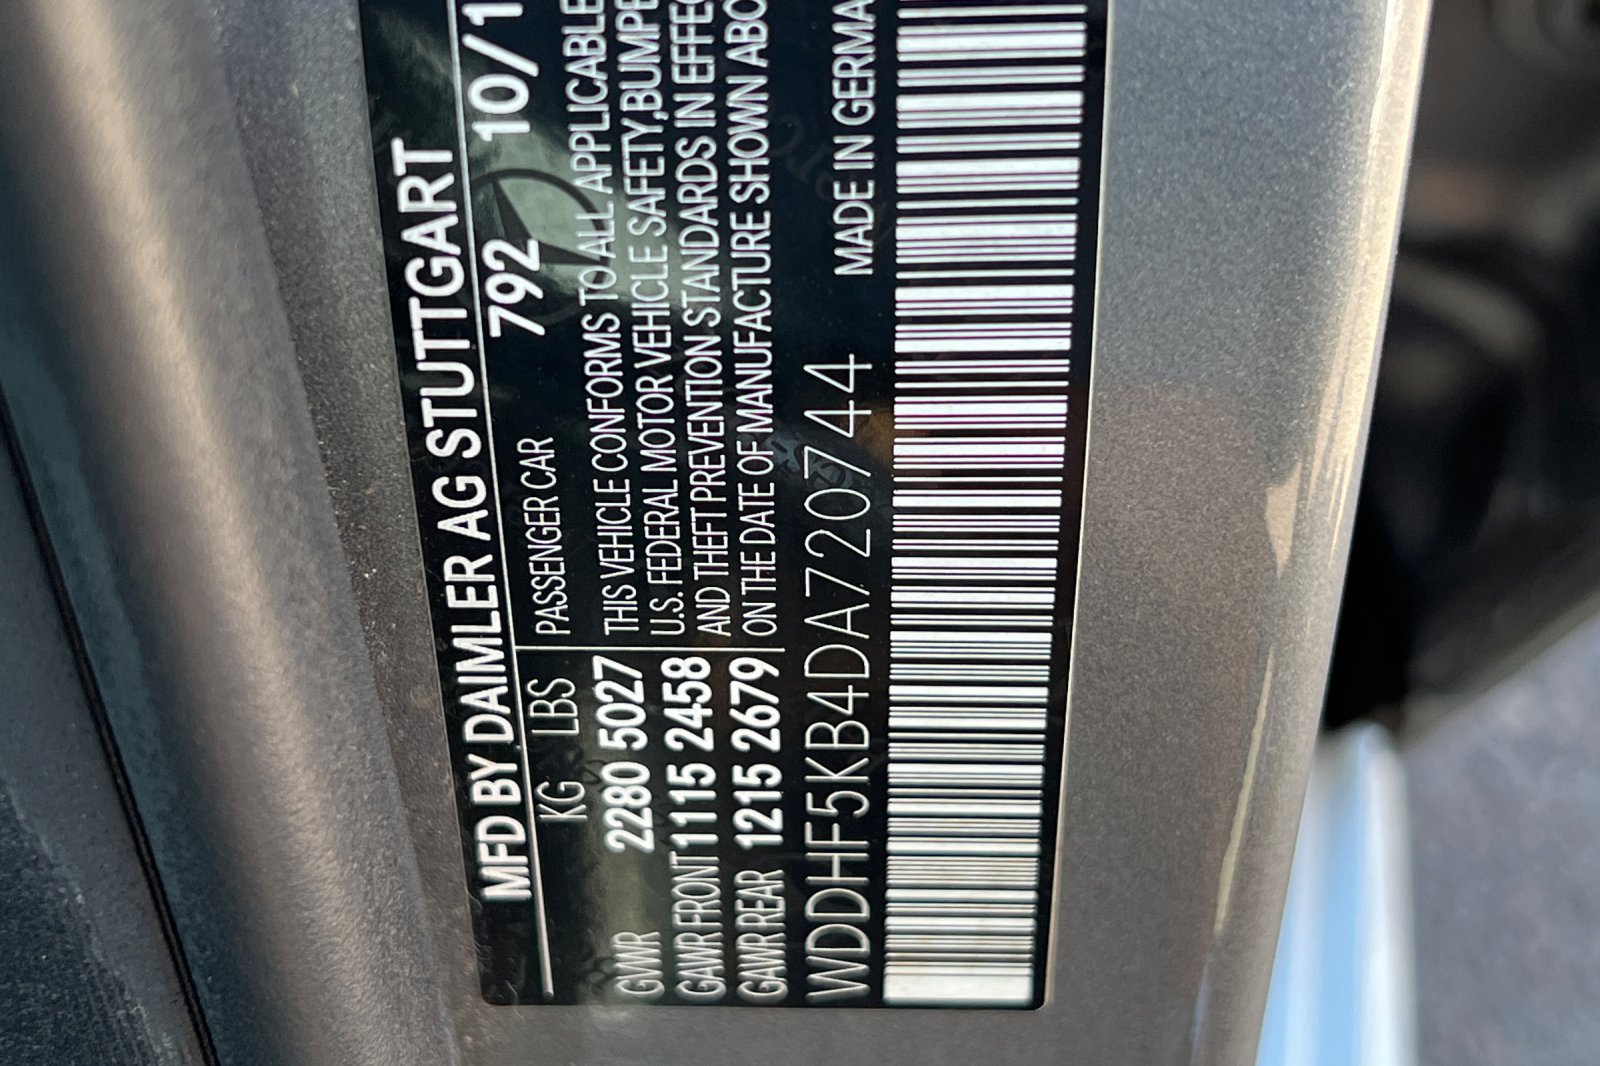 MFD BY DAIMLER AG STUTTGART
KG LBS PASSENGER CAR 792 10/1
GVWR 2280 5027 THIS VEHICLE CONFORMS TO ALL APPLICABLE
GAWR FRONT 1115 2458 U.S. FEDERAL MOTOR VEHICLE SAFETY, BUMPE
GAWR REAR 1215 2679 AND THEFT PREVENTION STANDARDS IN EFFEC
ON THE DATE OF MANUFACTURE SHOWN ABO
WDDHF5KB4DA720744 MADE IN GERMA